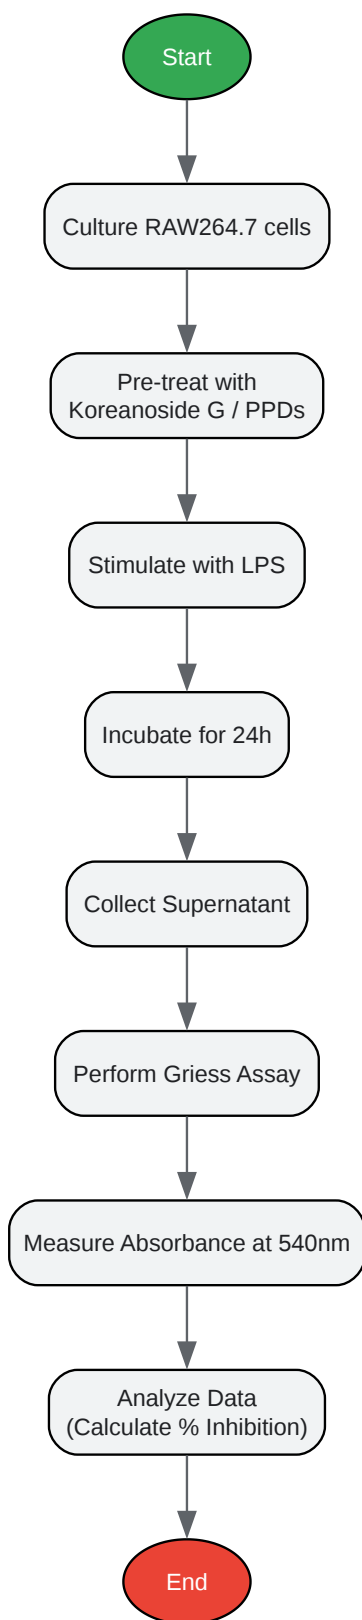 Start
Culture RAW264.7 cells
Pre-treat with
Koreanoside G / PPDs
Stimulate with LPS
Incubate for 24h
Collect Supernatant
Perform Griess Assay
Measure Absorbance at 540nm
Analyze Data
(Calculate % Inhibition)
End